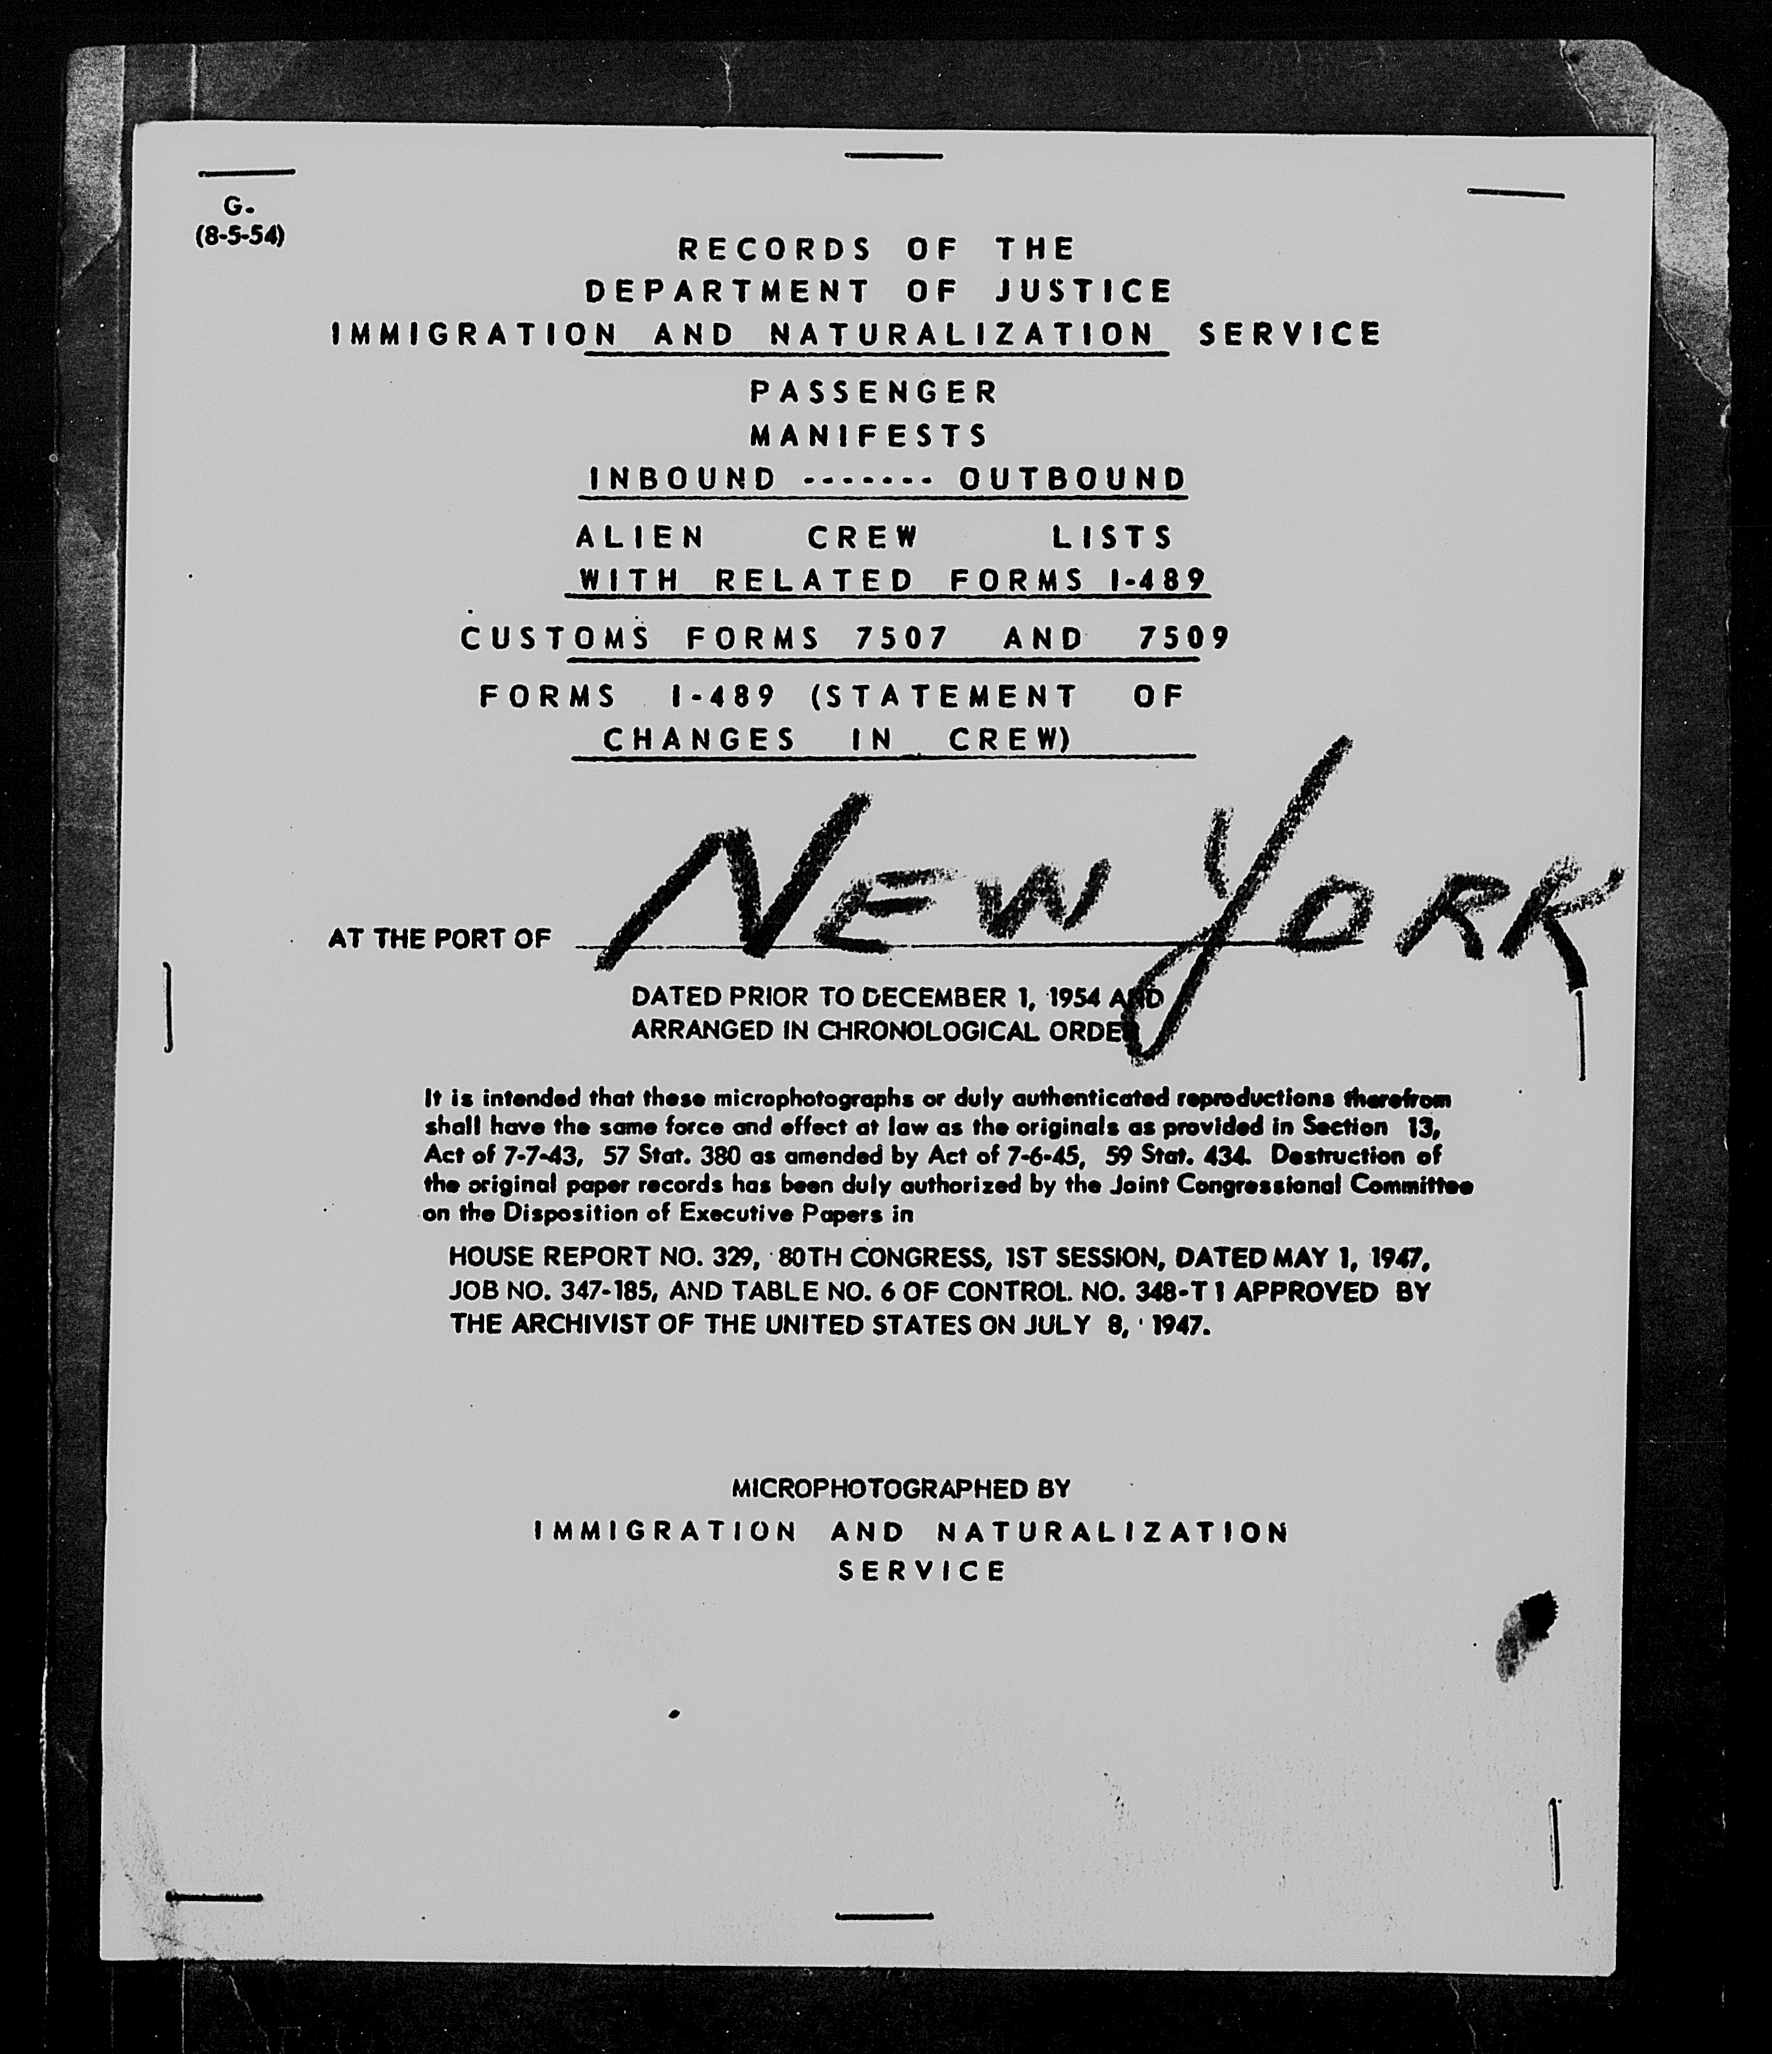 G-
(8-5-54)
RECORDS OF THE
DEPARTMENT OF JUSTICE
IMMIGRATION AND NATURALIZATION SERVICE
PASSENGER
MANIFESTS
INBOUND ------- OUTBOUND
ALIEN CREW LISTS
WITH RELATED FORMS I-489
CUSTOMS FORMS 7507 AND 7509
FORMS I-489 (STATEMENT OF
CHANGES IN CREW)
AT THE PORT OF NEW YORK
DATED PRIOR TO DECEMBER 1, 1954 AND
ARRANGED IN CHRONOLOGICAL ORDER
It is intended that these microphotographs or duly authenticated reproductions therefrom
shall have the same force and effect at law as the originals as provided in Section 13,
Act of 7-7-43, 57 Stat. 380 as amended by Act of 7-6-45, 59 Stat. 434. Destruction of
the original paper records has been duly authorized by the Joint Congressional Committee
on the Disposition of Executive Papers in
HOUSE REPORT NO. 329, 80TH CONGRESS, 1ST SESSION, DATED MAY 1, 1947,
JOB NO. 347-185, AND TABLE NO. 6 OF CONTROL NO. 348-T1 APPROVED BY
THE ARCHIVIST OF THE UNITED STATES ON JULY 8, 1947.
MICROPHOTOGRAPHED BY
IMMIGRATION AND NATURALIZATION
SERVICE